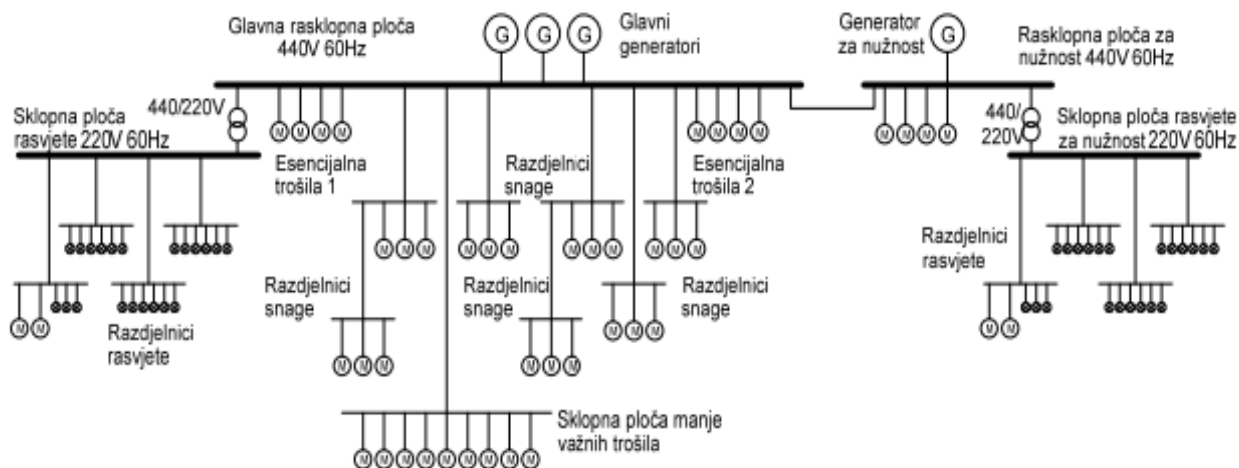 Glavna rasklopna ploča
440V 60Hz
G
G
G
Glavni
generatori
Generator
za nužnost
G
Rasklopna ploča za
nužnost 440V 60Hz
Sklopna ploča
rasvjete 220V 60Hz
440/220V
M
M
M
M
Esencijalna
trošila 1
Razdjelnici
snage
M
M
M
M
Esencijalna
trošila 2
M
M
M
M
440/
220V
Sklopna ploča rasvjete
za nužnost 220V 60Hz
M
M
M
M
M
M
M
M
M
M
M
M
Razdjelnici
rasvjete
M
M
Razdjelnici
rasvjete
Razdjelnici
snage
M
M
M
Razdjelnici
snage
M
M
M
M
M
M
Razdjelnici
snage
M
M
Sklopna ploča manje
važnih trošila
M
M
M
M
M
M
M
M
M